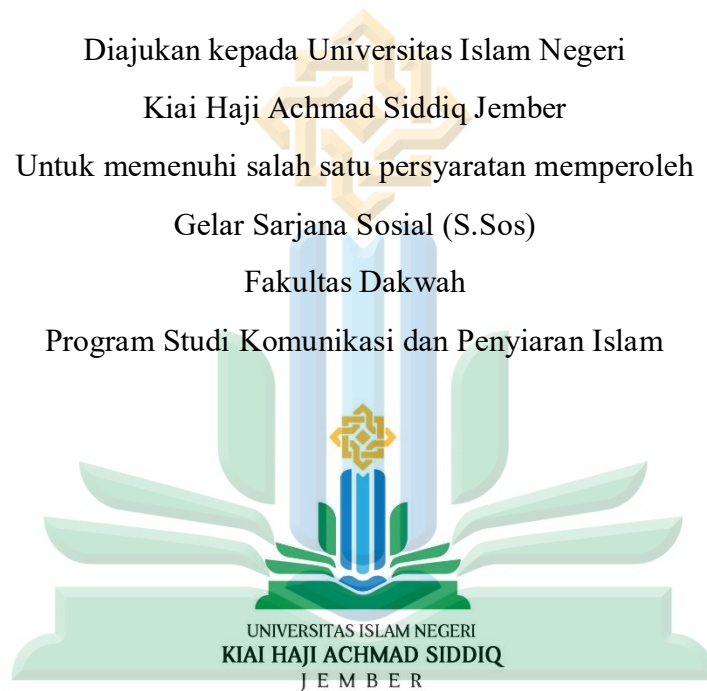 Diajukan kepada Universitas Islam Negeri
Kiai Haji Achmad Siddiq Jember
Untuk memenuhi salah satu persyaratan memperoleh
Gelar Sarjana Sosial (S.Sos)
Fakultas Dakwah
Program Studi Komunikasi dan Penyiaran Islam
UNIVERSITAS ISLAM NEGERI
KIAI HAJI ACHMAD SIDDIQ
JEMBER